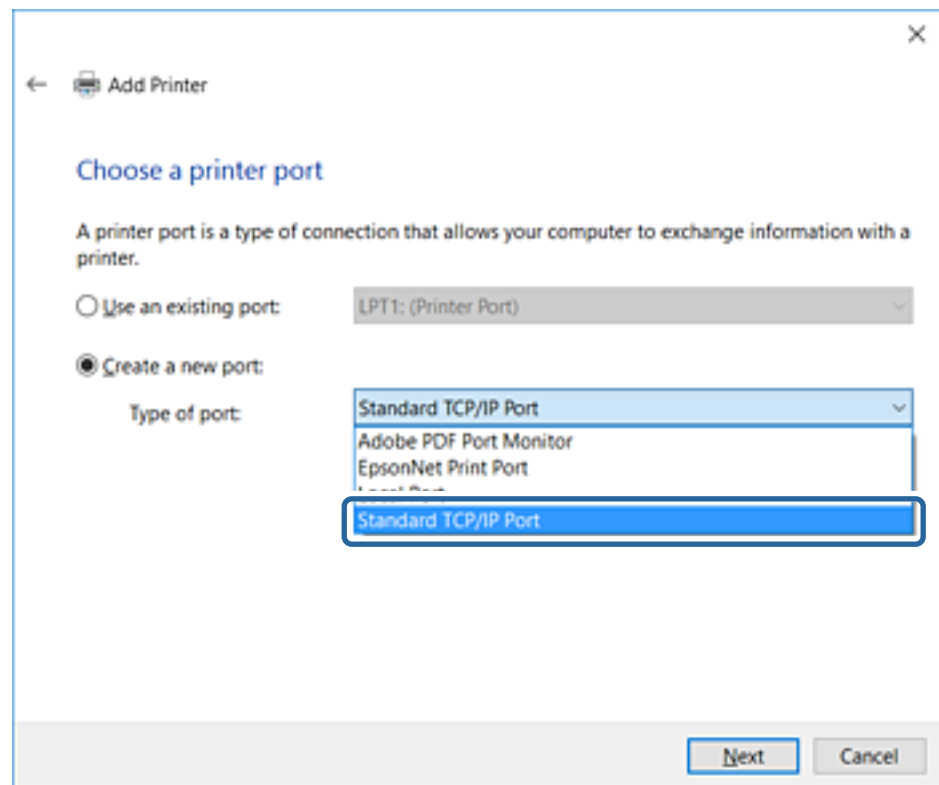 Add Printer
Choose a printer port
A printer port is a type of connection that allows your computer to exchange information with a
printer.
Use an existing port:
LPT1: (Printer Port)
Create a new port:
Type of port:
Standard TCP/IP Port
Adobe PDF Port Monitor
EpsonNet Print Port
Local Port
Standard TCP/IP Port
Next
Cancel